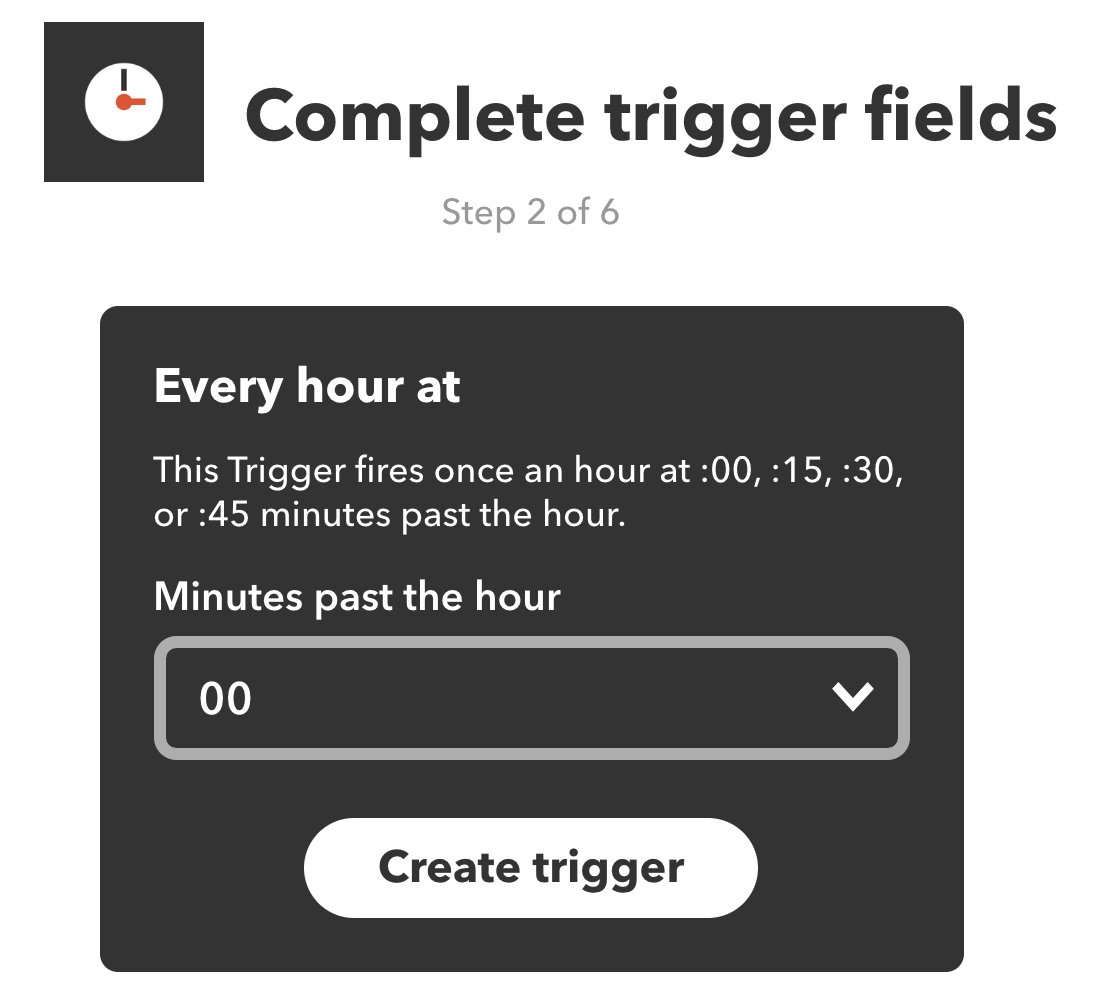 Complete trigger fields
Step 2 of 6
Every hour at
This Trigger fires once an hour at :00, :15, :30,
or :45 minutes past the hour.
Minutes past the hour
00
Create trigger